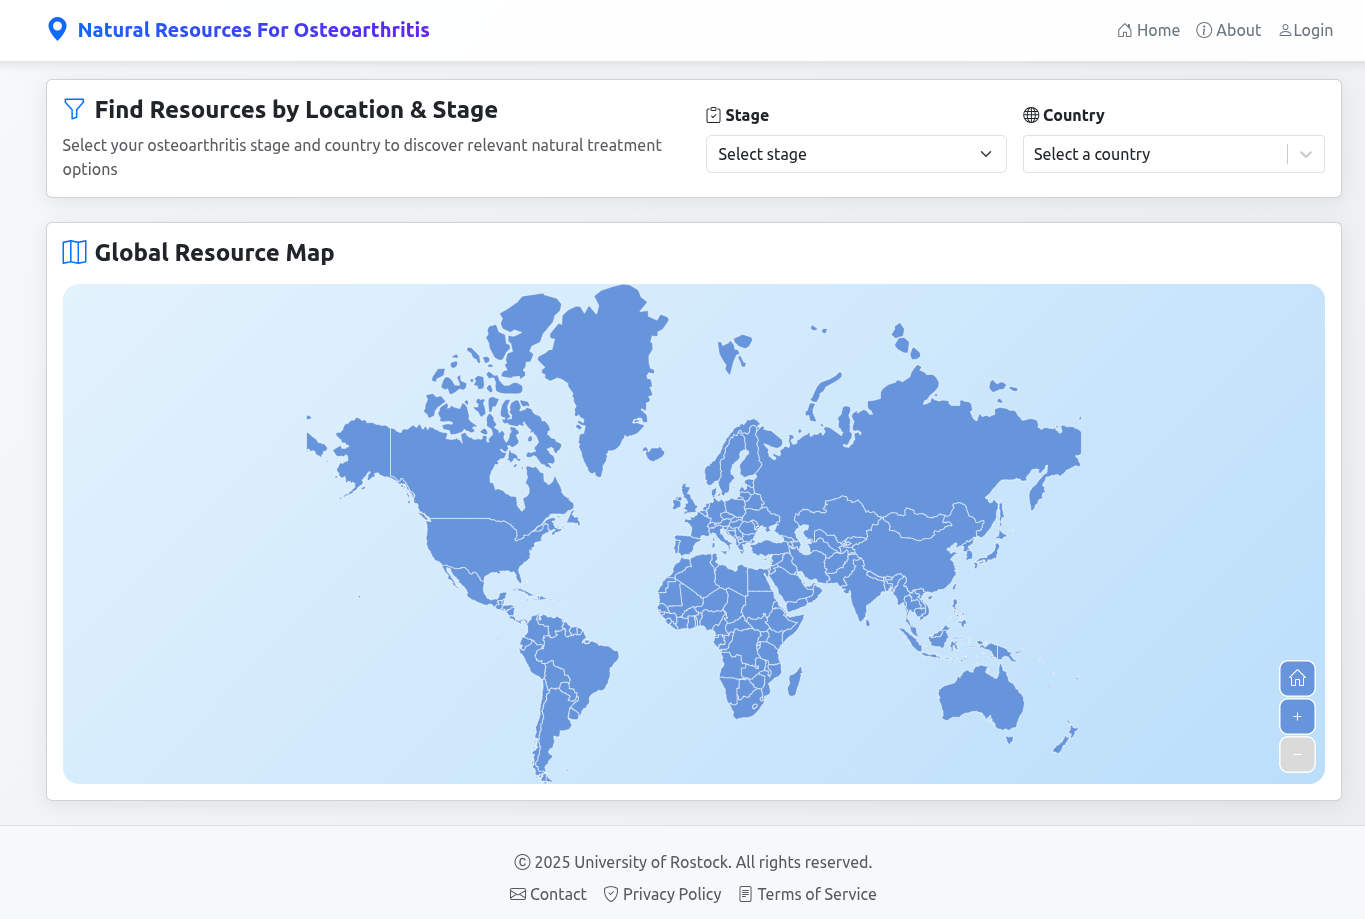 Natural Resources For Osteoarthritis
Home
About
Login
Find Resources by Location & Stage
Select your osteoarthritis stage and country to discover relevant natural treatment
options
Stage
Select stage
Country
Select a country
Global Resource Map
+
−
© 2025 University of Rostock. All rights reserved.
Contact
Privacy Policy
Terms of Service